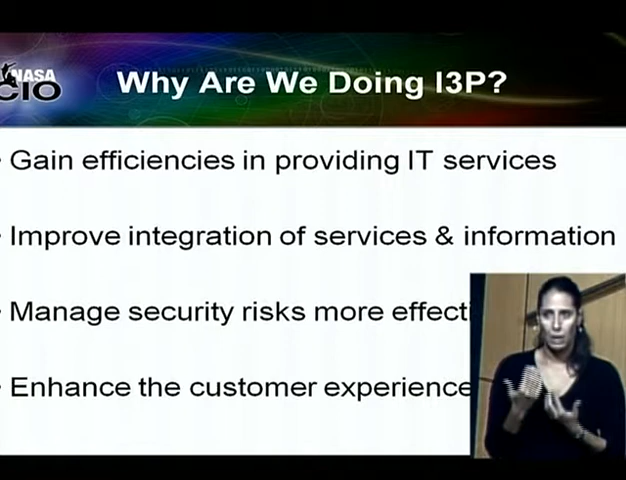 NASA
CIO
Why Are We Doing I3P?
Gain efficiencies in providing IT services
Improve integration of services & information
Manage security risks more effecti
Enhance the customer experience